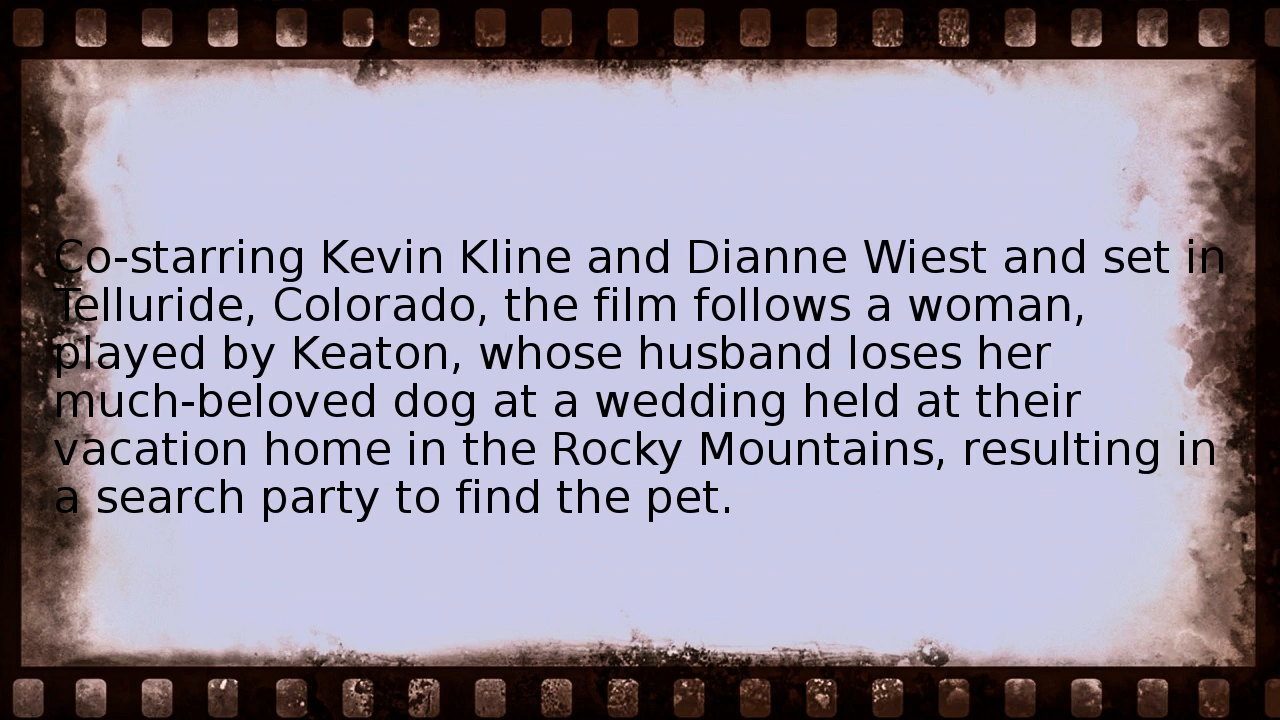 Co-starring Kevin Kline and Dianne Wiest and set in
Telluride, Colorado, the film follows a woman,
played by Keaton, whose husband loses her
much-beloved dog at a wedding held at their
vacation home in the Rocky Mountains, resulting in
a search party to find the pet.